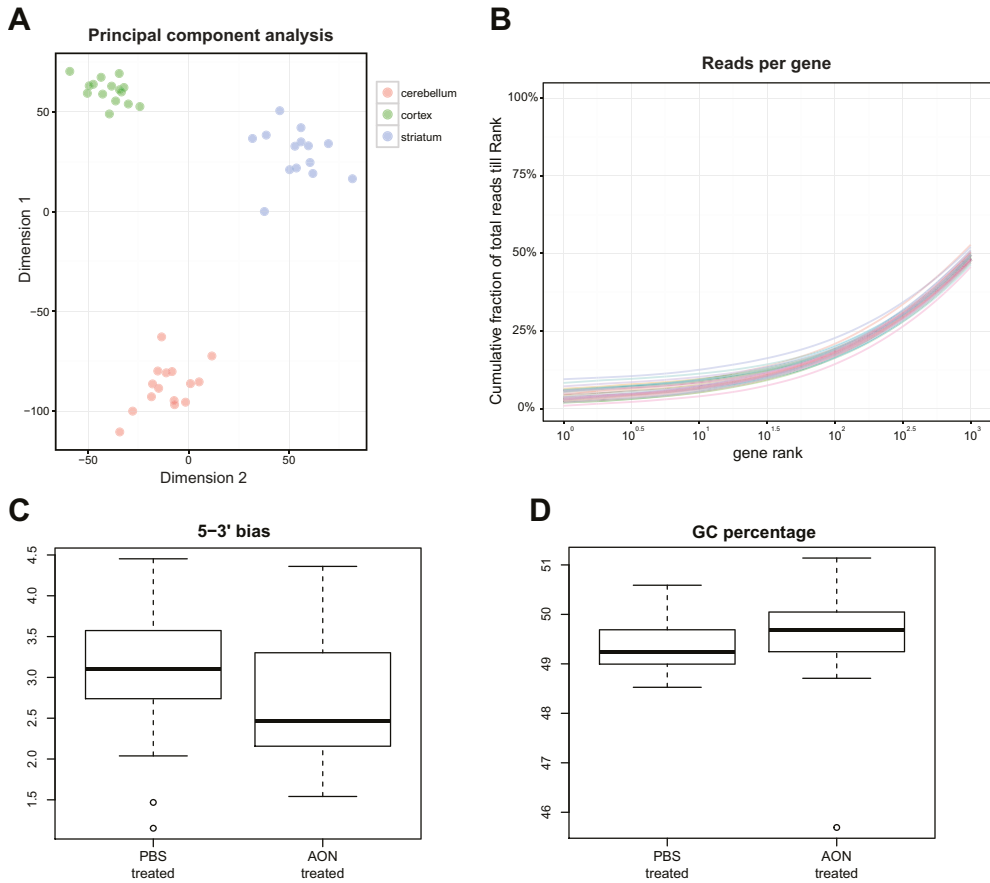 A
Principal component analysis
Dimension 1
50
0
−50
−100
−50
0
50
Dimension 2
cerebellum
cortex
striatum
B
Reads per gene
Cumulative fraction of total reads till Rank
100%
75%
50%
25%
0%
10^0
10^0.5
10^1
10^1.5
10^2
10^2.5
10^3
gene rank
C
5−3' bias
4.5
4.0
3.5
3.0
2.5
2.0
1.5
PBS
treated
AON
treated
D
GC percentage
51
50
49
48
47
46
PBS
treated
AON
treated